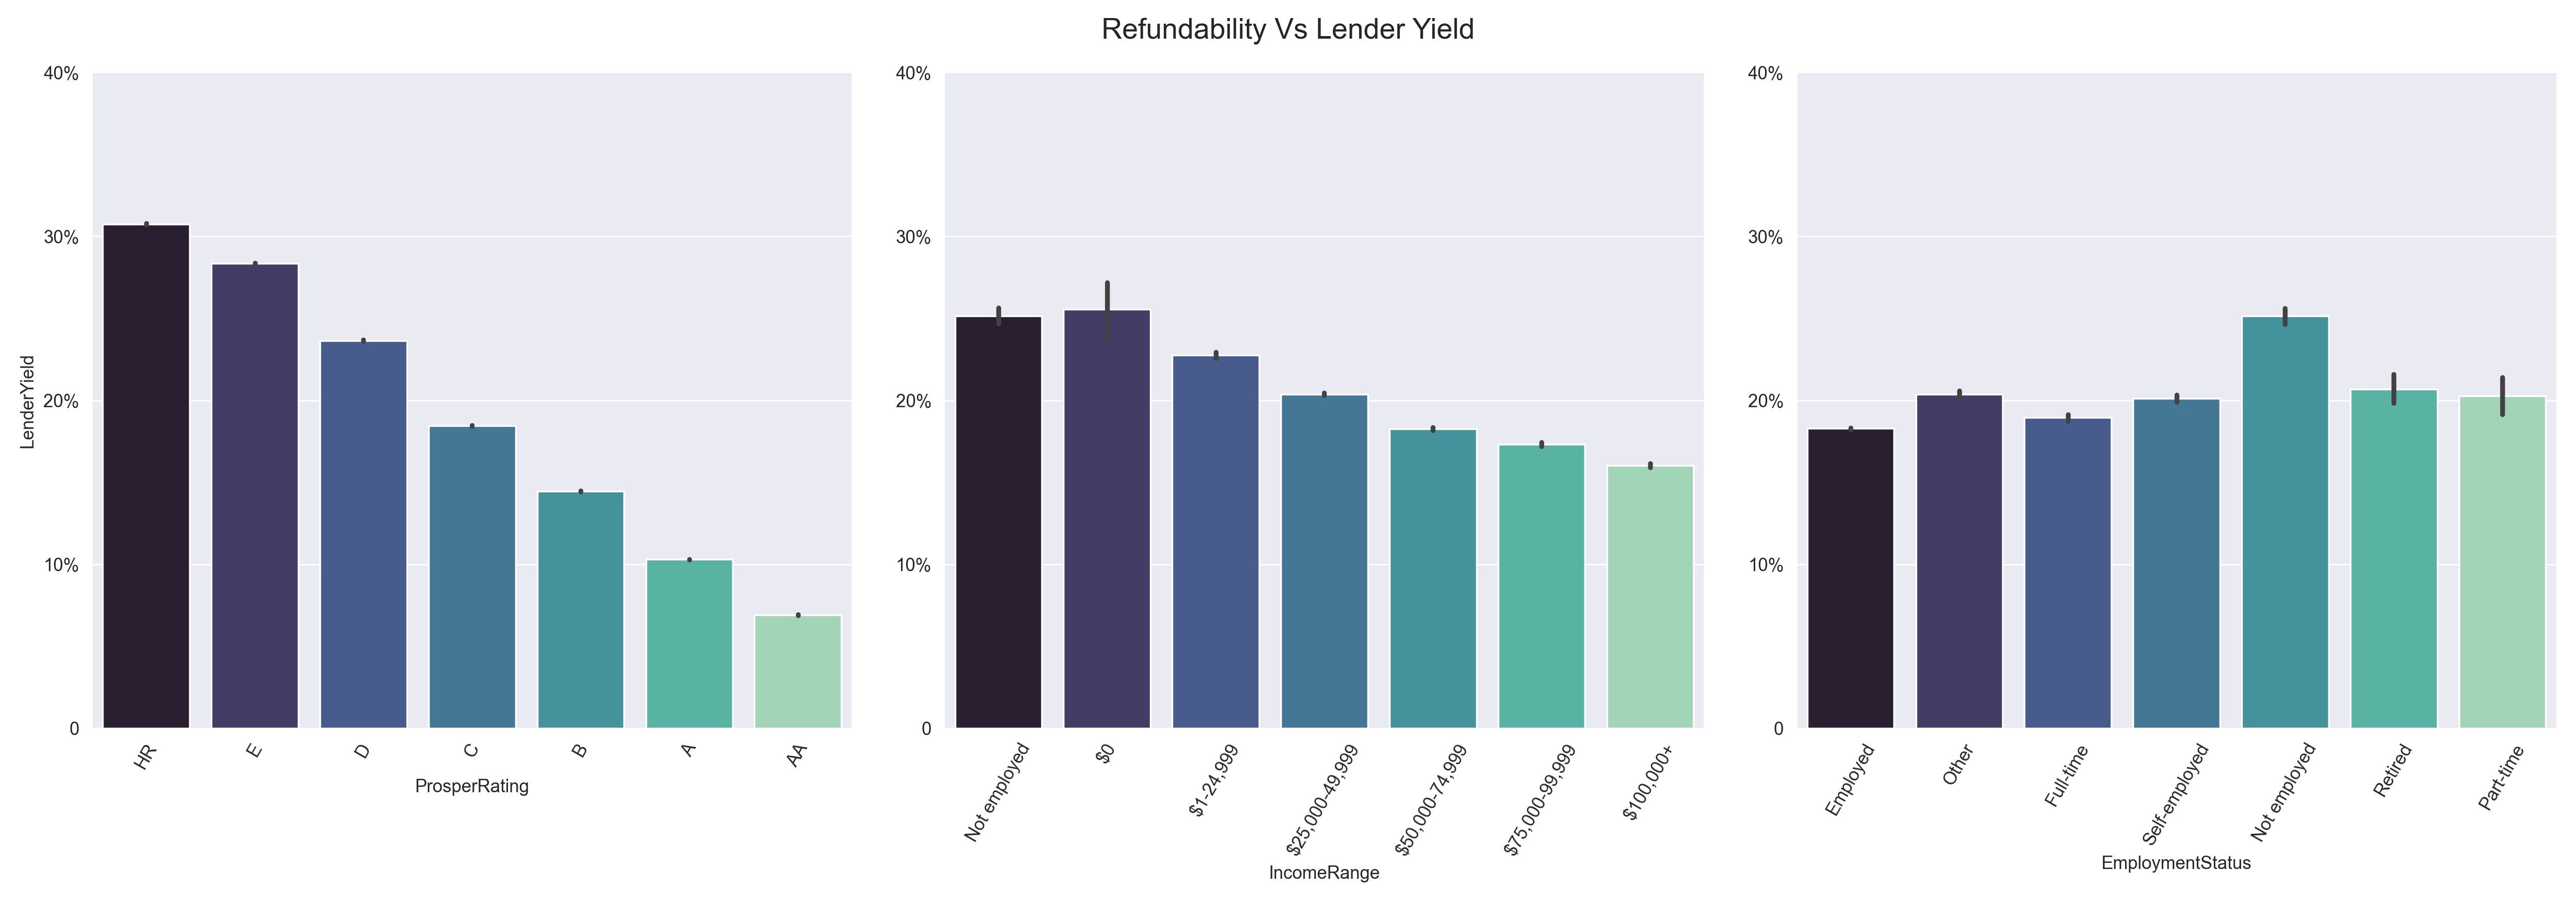 Refundability Vs Lender Yield
40%
30%
20%
10%
0
LenderYield
HR
E
D
C
B
A
AA
ProsperRating
40%
30%
20%
10%
0
Not employed
$0
$1-24,999
$25,000-49,999
$50,000-74,999
$75,000-99,999
$100,000+
IncomeRange
40%
30%
20%
10%
0
Employed
Other
Full-time
Self-employed
Not employed
Retired
Part-time
EmploymentStatus